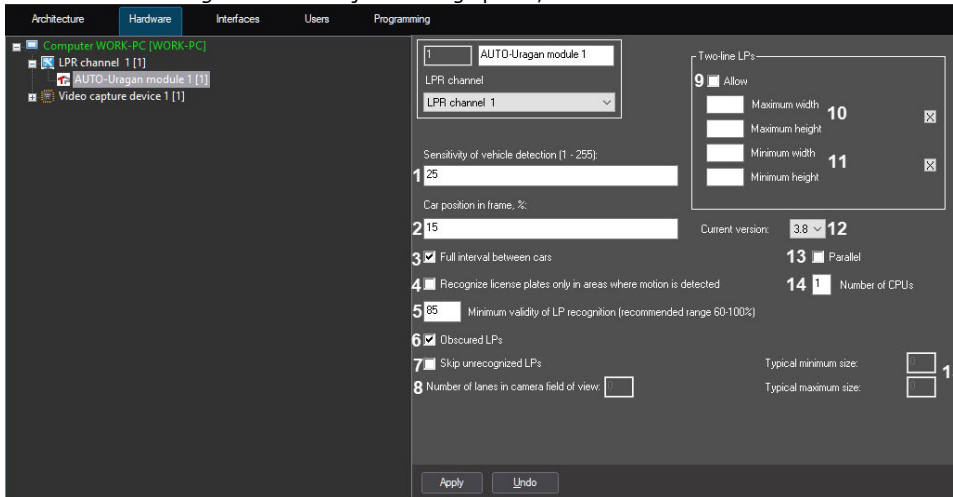 Architecture Hardware Interfaces Users Programming
Computer WORK-PC [WORK-PC]
LPR channel 1 [1]
AUTO-Uragan module 1 [1]
Video capture device 1 [1]
1 AUTO-Uragan module 1
LPR channel
LPR channel 1
Sensitivity of vehicle detection (1 - 255):
1 25
Car position in frame, %:
2 15
3 Full interval between cars
4 Recognize license plates only in areas where motion is detected
5 85 Minimum validity of LP recognition (recommended range 60-100%)
6 Obscured LPs
7 Skip unrecognized LPs
8 Number of lanes in camera field of view: 0
Two-line LPs
9 Allow
Maximum width
10
Maximum height
Minimum width
11
Minimum height
Current version: 3.8 12
13 Parallel
14 1 Number of CPUs
Typical minimum size: 0
Typical maximum size: 0
Apply Undo